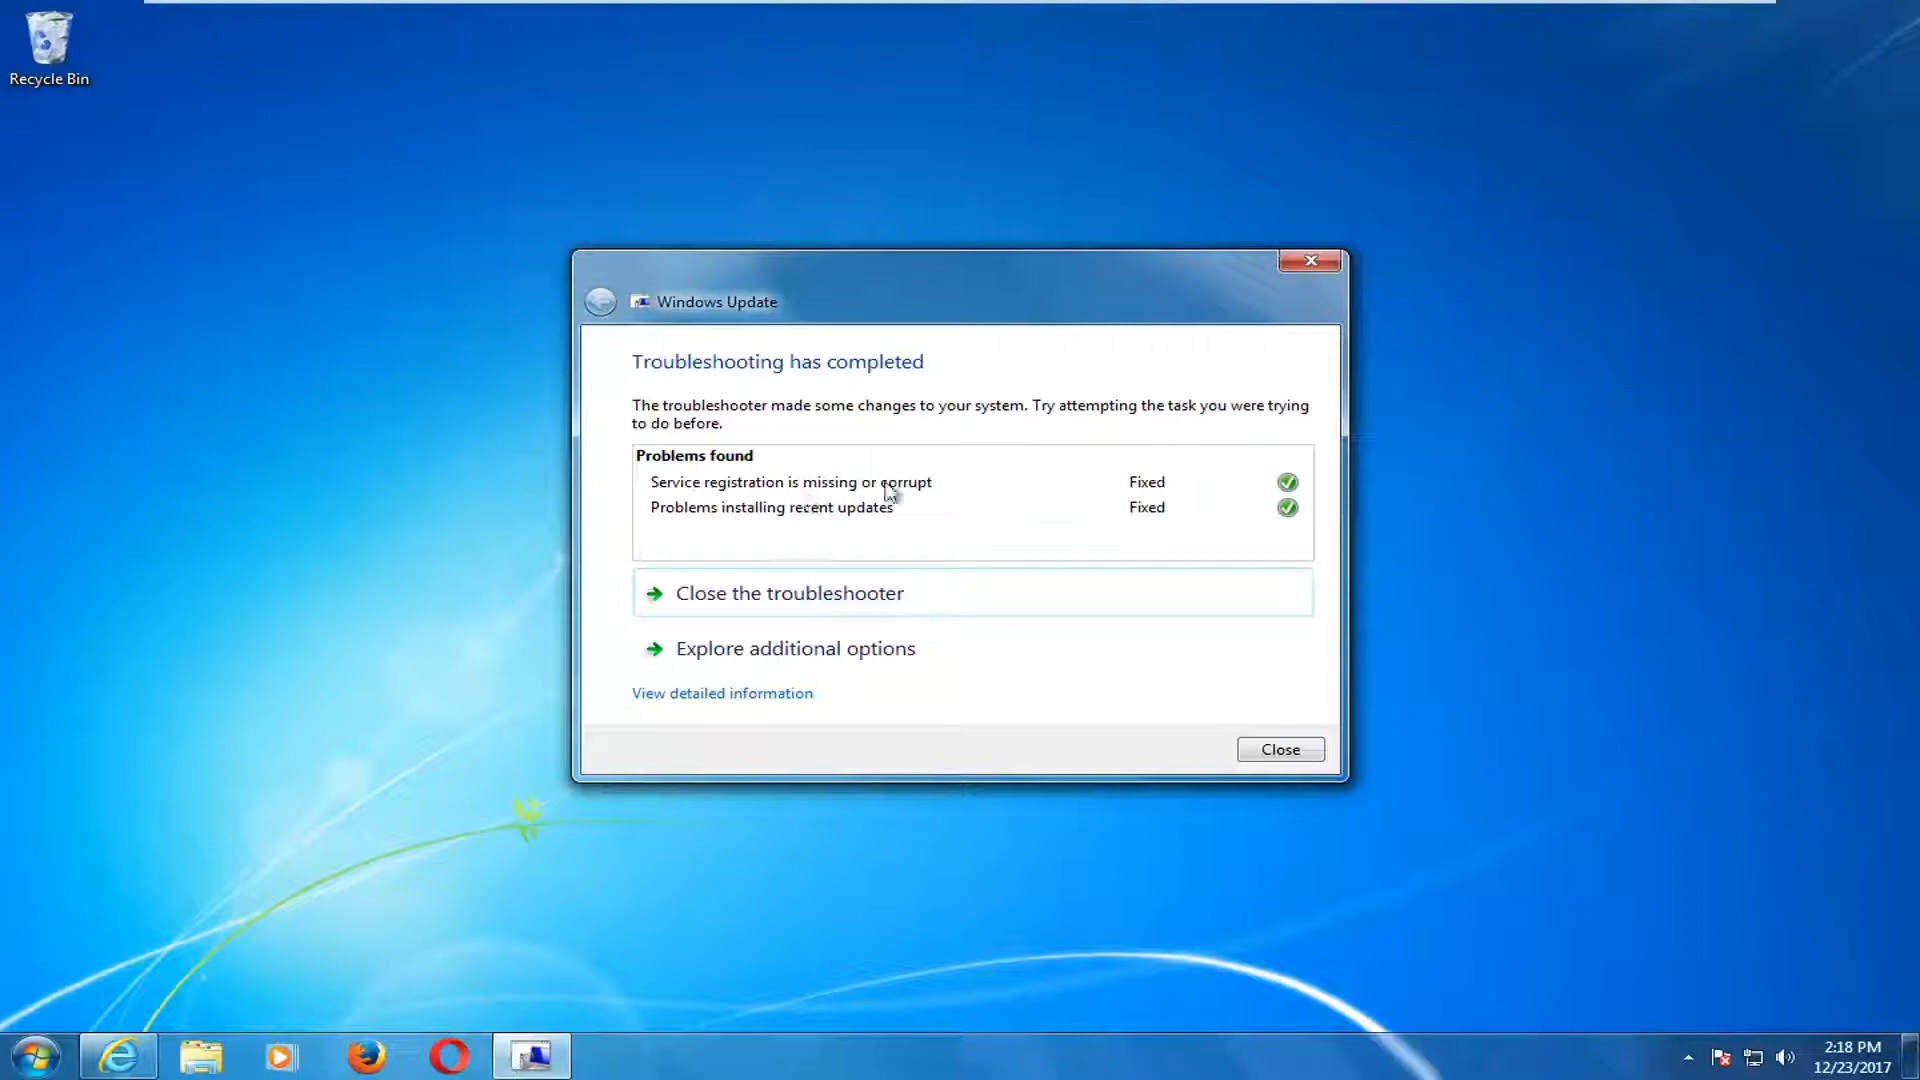 Recycle Bin
Windows Update
Troubleshooting has completed
The troubleshooter made some changes to your system. Try attempting the task you were trying
to do before.
Problems found
Service registration is missing or corrupt Fixed
Problems installing recent updates Fixed
Close the troubleshooter
Explore additional options
View detailed information
Close
2:18 PM
12/23/2017